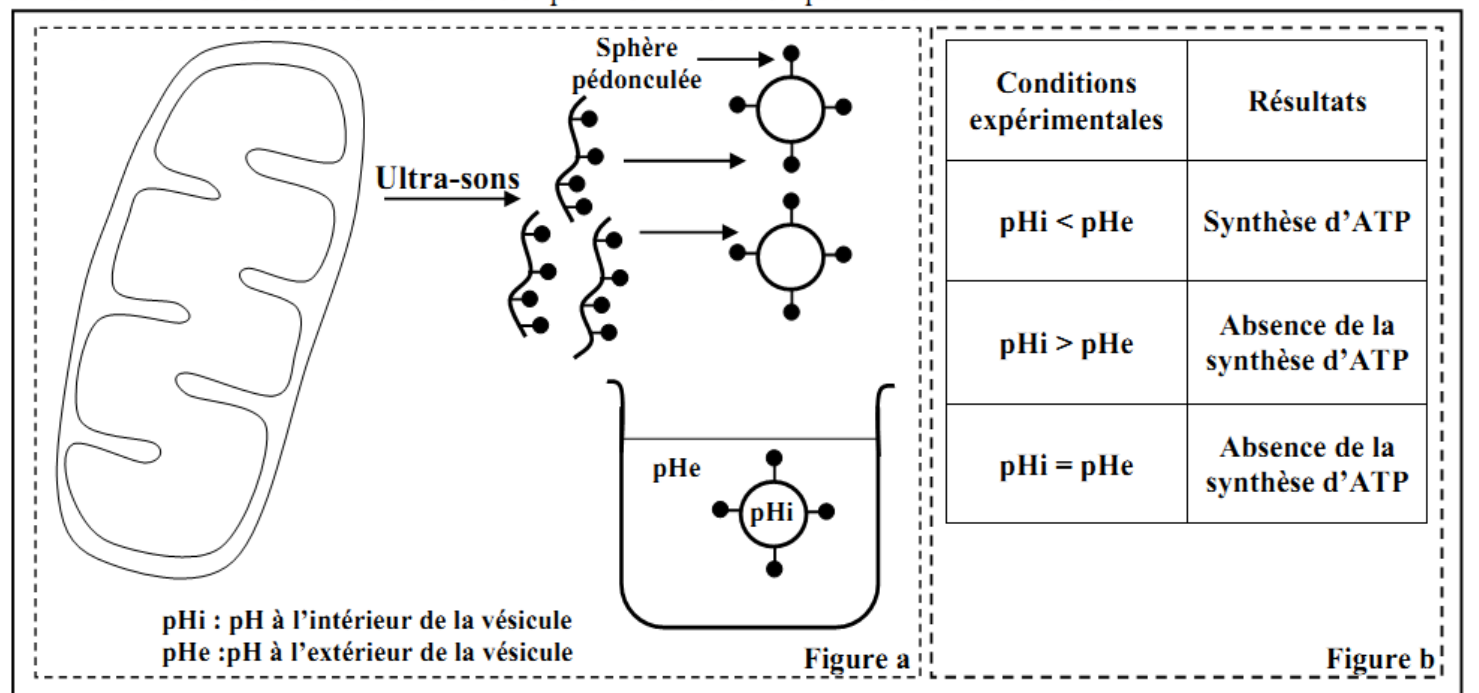 Sphère
pédonculée
Ultra-sons
pHe
pHi
pHi : pH à l'intérieur de la vésicule
pHe :pH à l'extérieur de la vésicule
Figure a
Conditions
expérimentales
Résultats
pHi < pHe
Synthèse d'ATP
pHi > pHe
Absence de la
synthèse d'ATP
pHi = pHe
Absence de la
synthèse d'ATP
Figure b